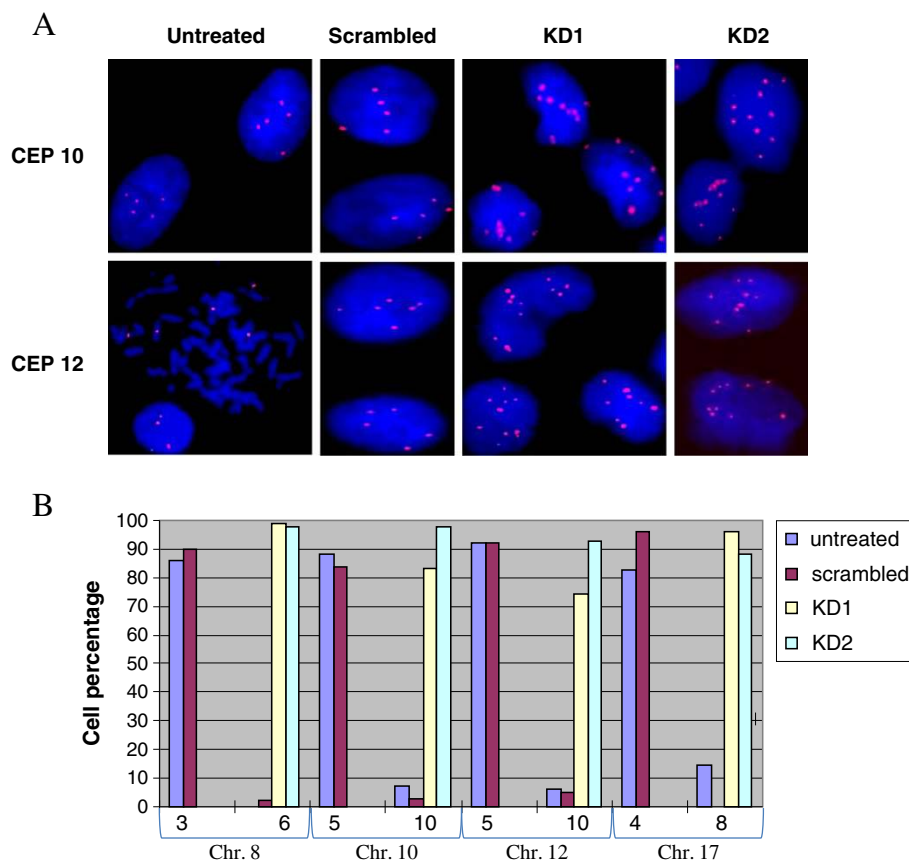 A
Untreated Scrambled KD1 KD2
CEP 10
CEP 12
B
Cell percentage
100
90
80
70
60
50
40
30
20
10
0
3 6 5 10 5 10 4 8
Chr. 8 Chr. 10 Chr. 12 Chr. 17
untreated
scrambled
KD1
KD2